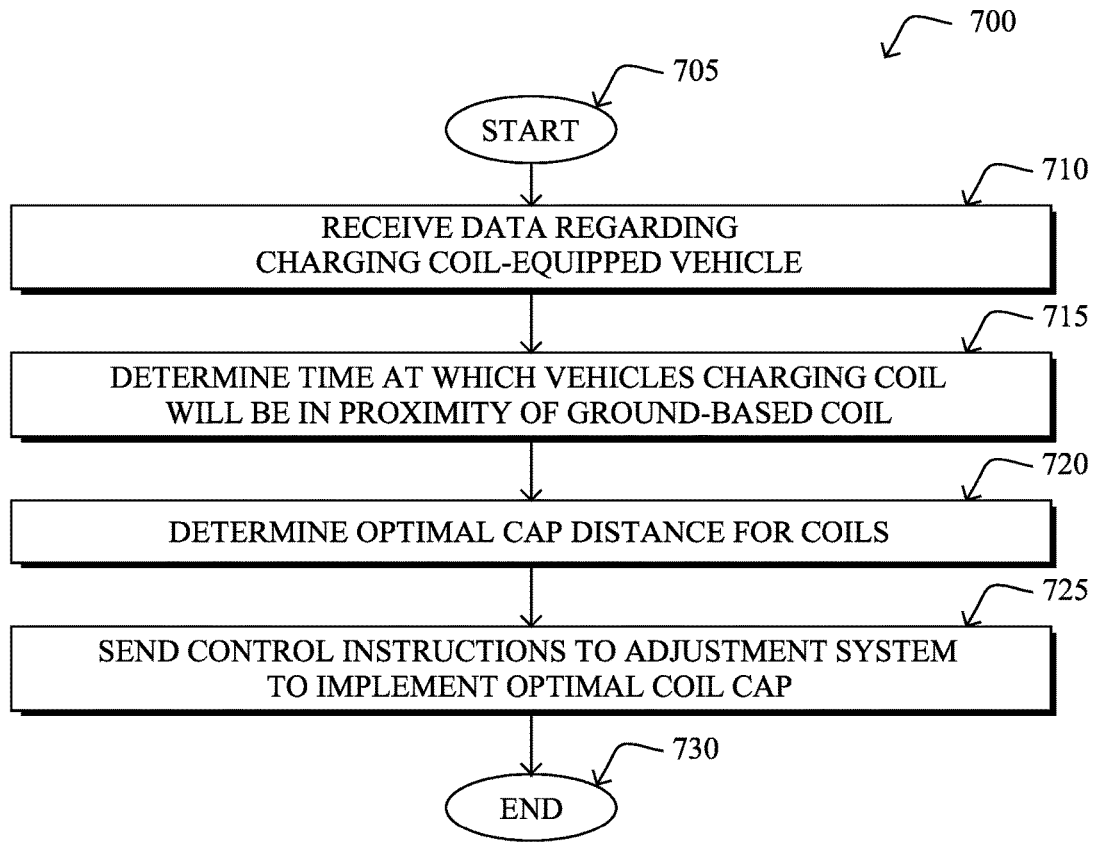 700
705
START
710
RECEIVE DATA REGARDING
CHARGING COIL-EQUIPPED VEHICLE
715
DETERMINE TIME AT WHICH VEHICLES CHARGING COIL
WILL BE IN PROXIMITY OF GROUND-BASED COIL
720
DETERMINE OPTIMAL CAP DISTANCE FOR COILS
725
SEND CONTROL INSTRUCTIONS TO ADJUSTMENT SYSTEM
TO IMPLEMENT OPTIMAL COIL CAP
730
END